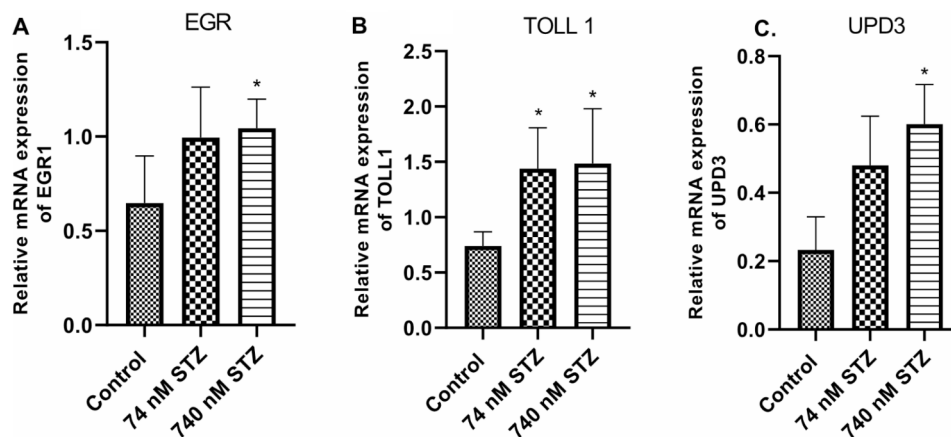 A
EGR
Relative mRNA expression
of EGR1
1.5
1.0
0.5
0.0
*
Control
74 nM STZ
740 nM STZ
B
TOLL 1
Relative mRNA expression
of TOLL1
2.5
2.0
1.5
1.0
0.5
0.0
*
*
Control
74 nM STZ
740 nM STZ
C.
UPD3
Relative mRNA expression
of UPD3
0.8
0.6
0.4
0.2
0.0
*
Control
74 nM STZ
740 nM STZ